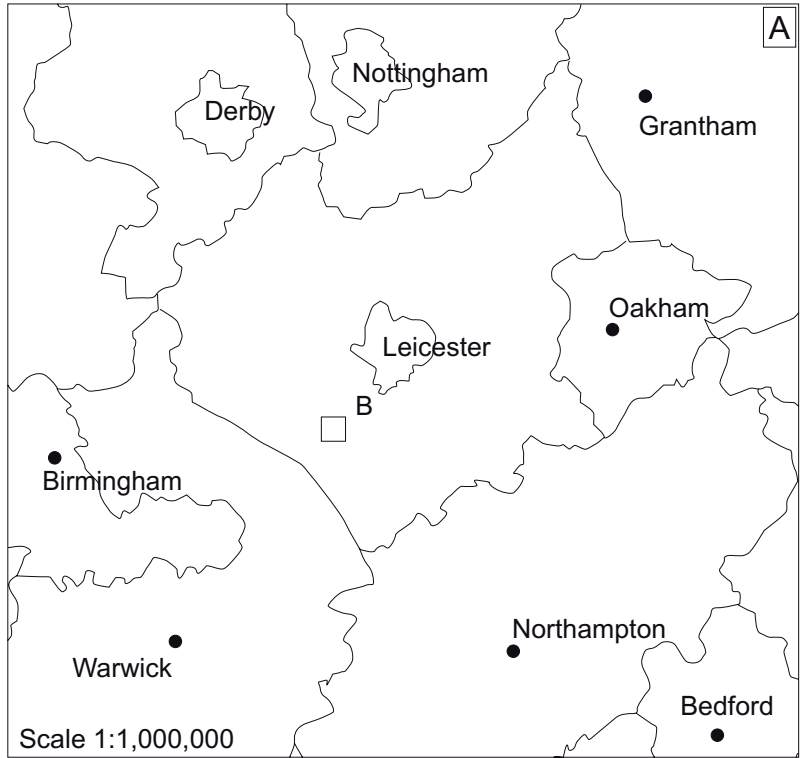 A
Nottingham
Derby
Grantham
Oakham
Leicester
B
Birmingham
Northampton
Warwick
Bedford
Scale 1:1,000,000